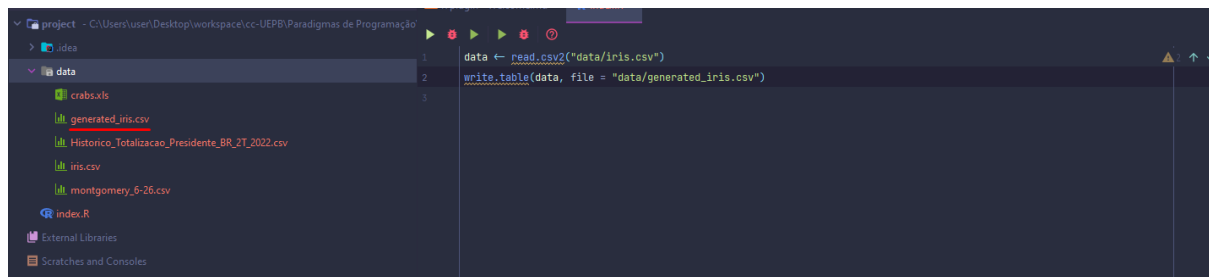 project - C:\Users\user\Desktop\workspace\cc-UEPB\Paradigmas de Programação
.idea
data
crabs.xls
generated_iris.csv
Historico_Totalizacao_Presidente_BR_2T_2022.csv
iris.csv
montgomery_6-26.csv
index.R
External Libraries
Scratches and Consoles
1 data ← read.csv2("data/iris.csv")
2 write.table(data, file = "data/generated_iris.csv")
3
2